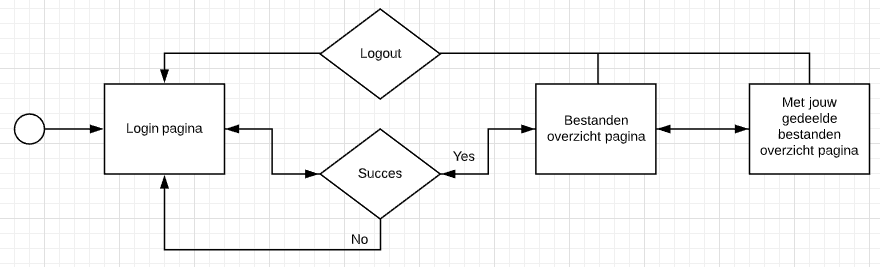 Logout
Login pagina
Succes
Yes
No
Bestanden
overzicht pagina
Met jouw
gedeelde
bestanden
overzicht pagina